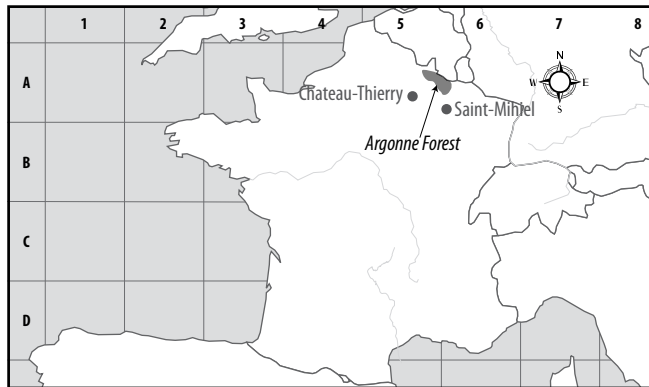 1 2 3 4 5 6 7 8
N
A
W E
Chateau-Thierry
S
Saint-Mihiel
Argonne Forest
B
C
D